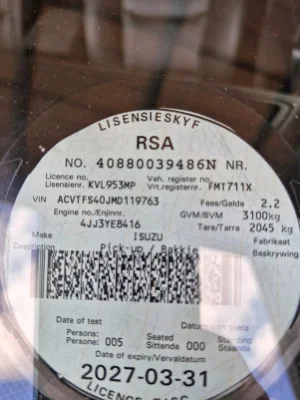 LISENSIESKYF
RSA
NO. 40880039486N NR.
Licence no. Veh. register no.
Lisensienr. KVL953MP Vrt.registernr. FMT711X
VIN ACVTFS40JMD119763 Fees/Gelde 2.2
Engine no./Enjinnr. GVM/BVM 3100kg
4JJ3YE8416 Tare/Tarra 2045 kg
Make ISUZU Fabrikaat
Description Pick-up / Bakkie Beskrywing
Date of test
Persons: Seated Standing
Persone: 005 Sittende 000 Staande
Date of expiry/Vervaldatum
2027-03-31
LICENCE DISC